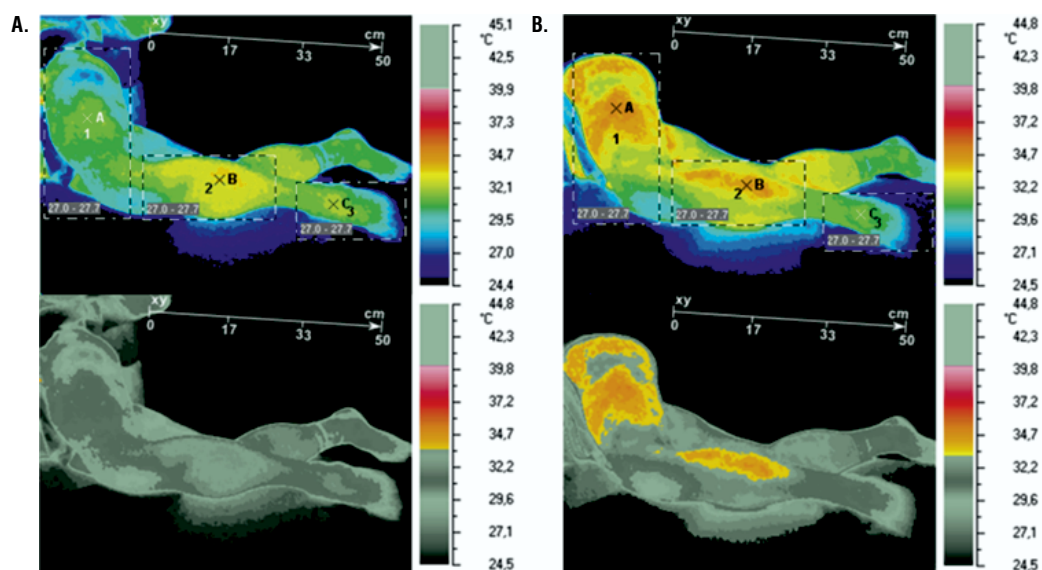 A.
xy
cm
0
17
33
50
A
1
2
B
C
3
27.0 - 27.7
27.0 - 27.7
27.0 - 27.7
45,1
°C
42,5
39,9
37,3
34,7
32,1
29,5
27,0
24,4
B.
xy
cm
0
17
33
50
A
1
2
B
C
3
27.0 - 27.7
27.0 - 27.7
27.0 - 27.7
44,8
°C
42,3
39,8
37,2
34,7
32,2
29,6
27,1
24,5
xy
cm
0
17
33
50
44,8
°C
42,3
39,8
37,2
34,7
32,2
29,6
27,1
24,5
xy
cm
0
17
33
50
44,8
°C
42,3
39,8
37,2
34,7
32,2
29,6
27,1
24,5